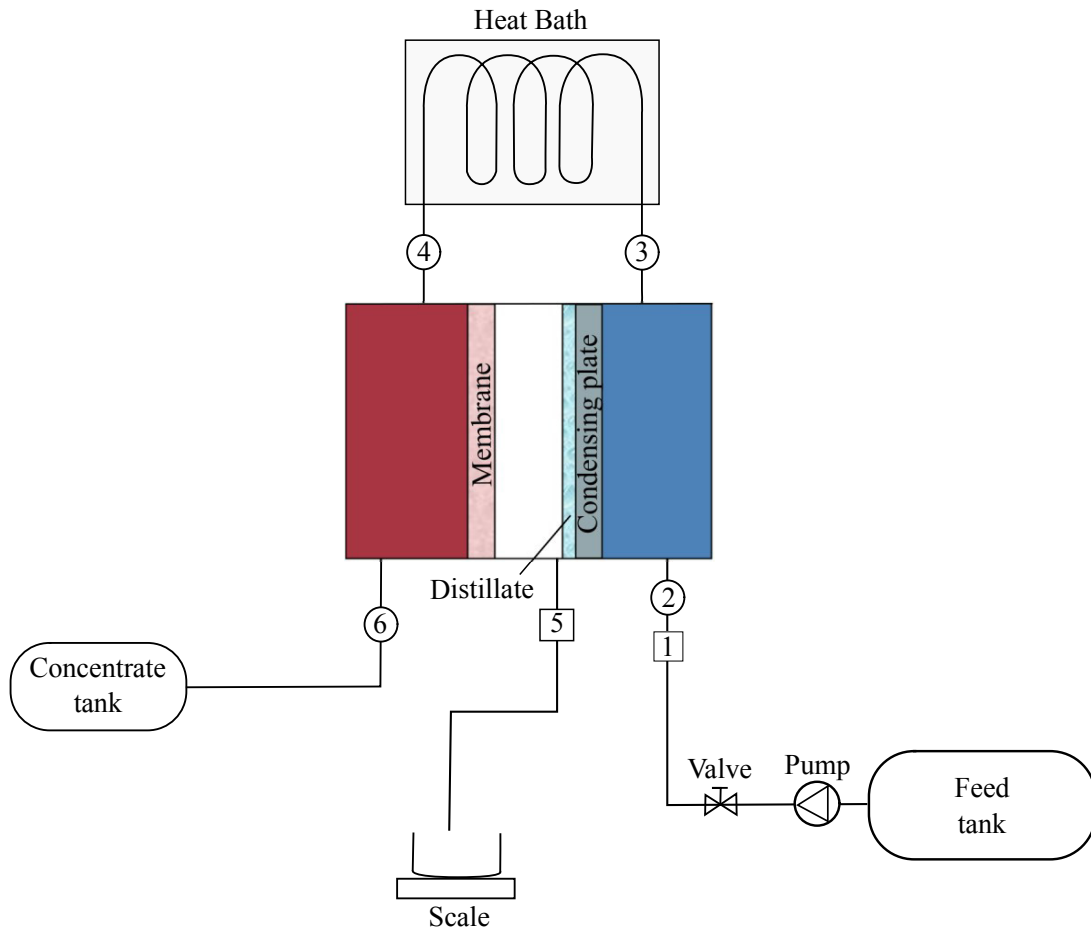 Heat Bath
4
3
Membrane
Condensing plate
Distillate
2
6
5
1
Concentrate
tank
Valve
Pump
Feed
tank
Scale